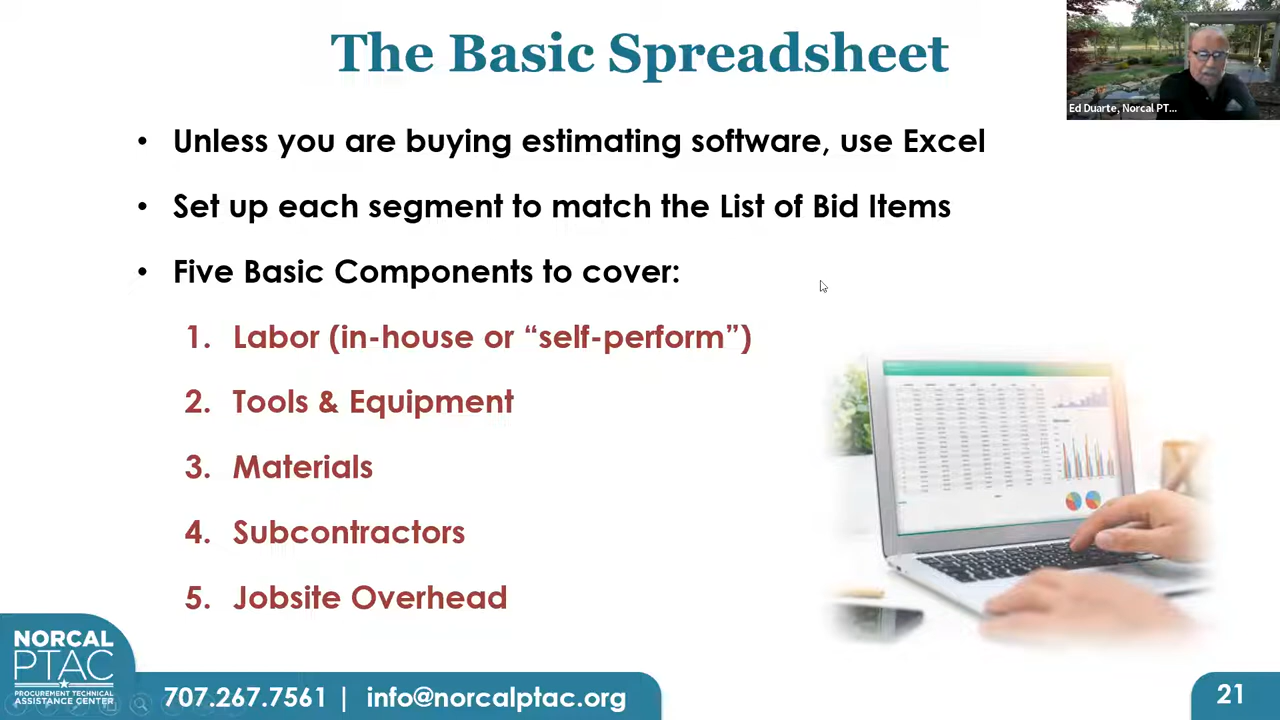 The Basic Spreadsheet
Ed Duarte, Norcal PT...
• Unless you are buying estimating software, use Excel
• Set up each segment to match the List of Bid Items
• Five Basic Components to cover:
1. Labor (in-house or “self-perform”)
2. Tools & Equipment
3. Materials
4. Subcontractors
5. Jobsite Overhead
NORCAL
PTAC
PROCUREMENT TECHNICAL
ASSISTANCE CENTER
707.267.7561 | info@norcalptac.org
21